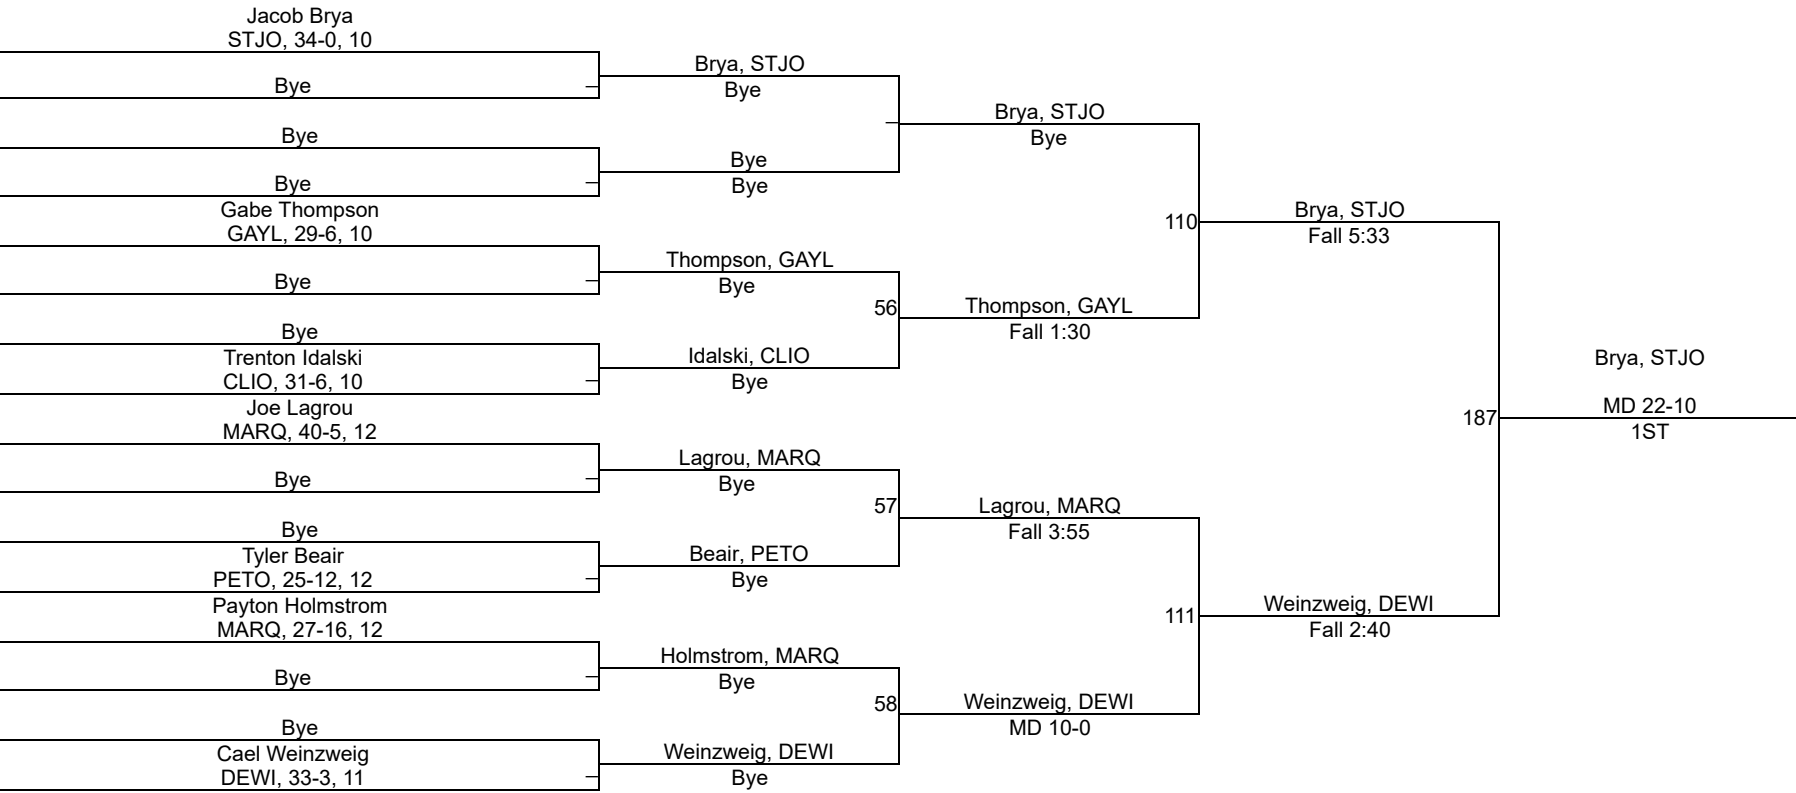 Jacob Brya
STJO, 34-0, 10
Bye
Bye
Bye
Gabe Thompson
GAYL, 29-6, 10
Bye
Bye
Trenton Idalski
CLIO, 31-6, 10
Joe Lagrou
MARQ, 40-5, 12
Bye
Bye
Tyler Beair
PETO, 25-12, 12
Payton Holmstrom
MARQ, 27-16, 12
Bye
Bye
Cael Weinzweig
DEWI, 33-3, 11
Brya, STJO
Bye
Bye
Bye
Thompson, GAYL
Bye
56
Idalski, CLIO
Bye
Lagrou, MARQ
Bye
57
Beair, PETO
Bye
Holmstrom, MARQ
Bye
58
Weinzweig, DEWI
Bye
Brya, STJO
Bye
110
Thompson, GAYL
Fall 1:30
Lagrou, MARQ
Fall 3:55
111
Weinzweig, DEWI
MD 10-0
Brya, STJO
Fall 5:33
187
Weinzweig, DEWI
Fall 2:40
Brya, STJO
MD 22-10
1ST